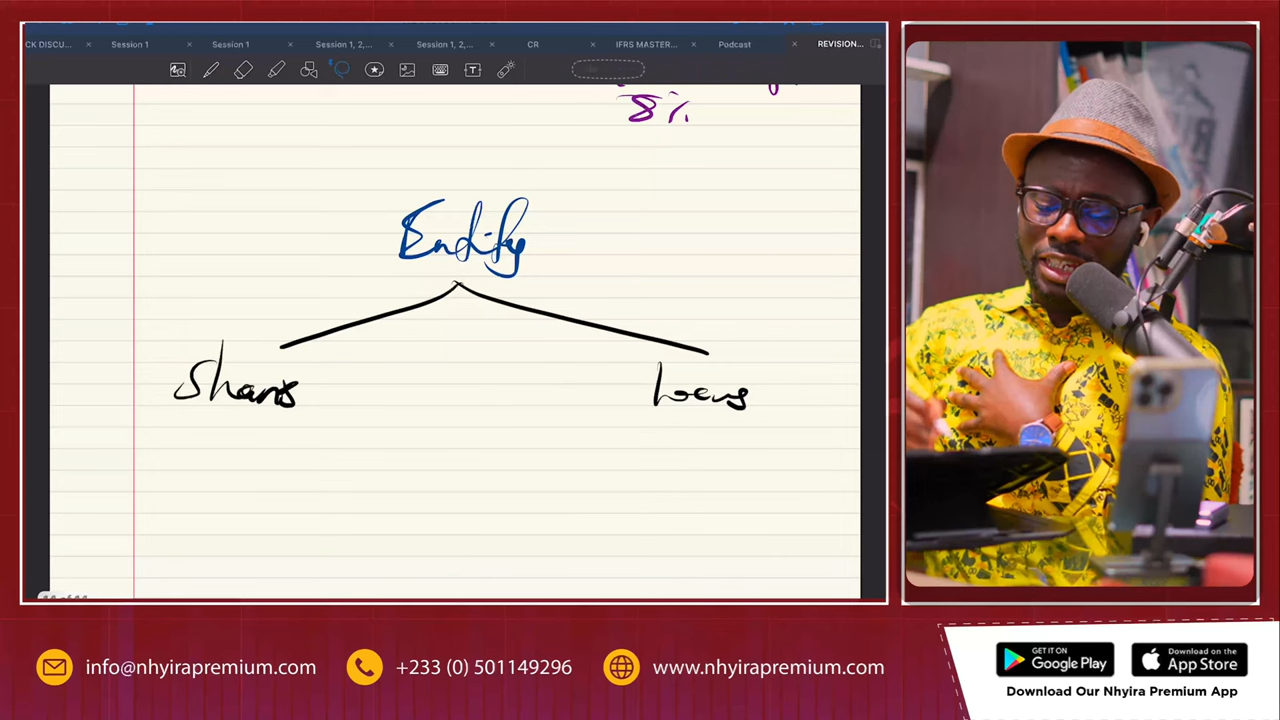 CK DISCU... × Session 1 × Session 1 × Session 1, 2,... × Session 1, 2,... × CR × IFRS MASTER... × Podcast × REVISION...
8%
Entity
Shares
Loans
info@nhyirapremium.com
+233 (0) 501149296
www.nhyirapremium.com
GET IT ON
Google Play
Download on the
App Store
Download Our Nhyira Premium App